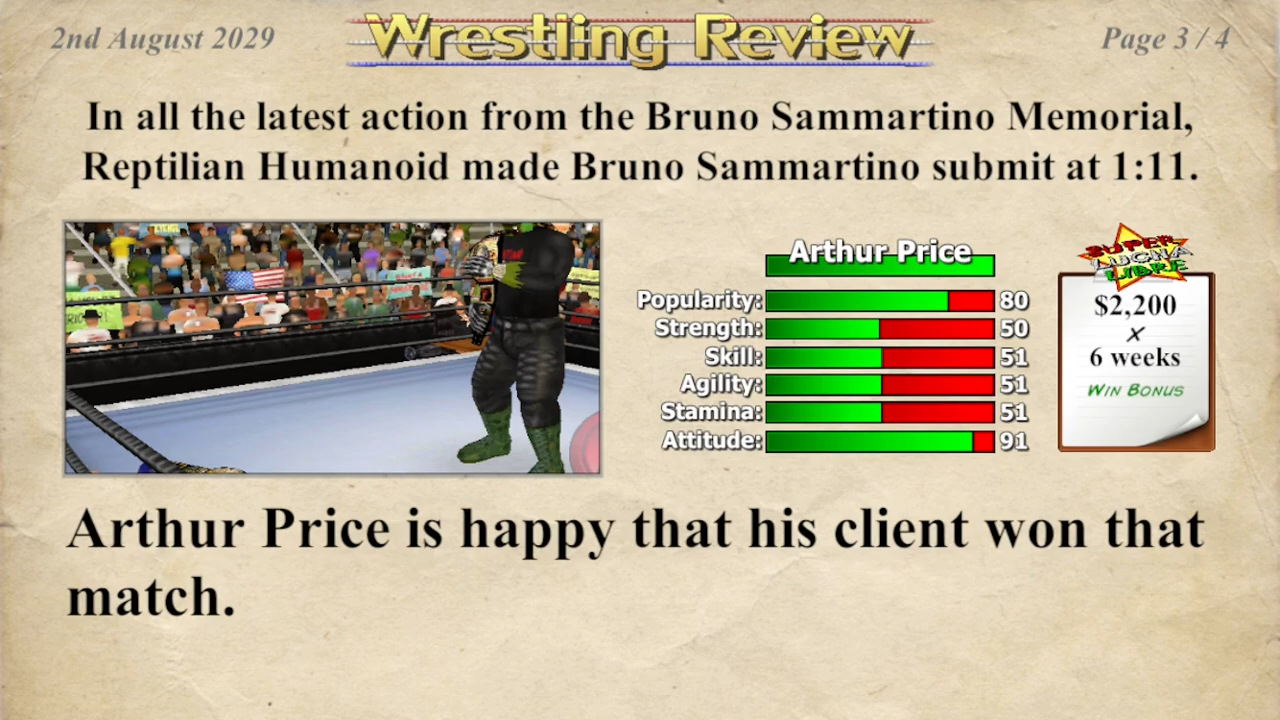 2nd August 2029
Wrestling Review
Page 3 / 4
In all the latest action from the Bruno Sammartino Memorial,
Reptilian Humanoid made Bruno Sammartino submit at 1:11.
Arthur Price
Popularity: 80
Strength: 50
Skill: 51
Agility: 51
Stamina: 51
Attitude: 91
SUPER
LUCHA
LIBRE
$2,200
x
6 weeks
WIN BONUS
Arthur Price is happy that his client won that
match.